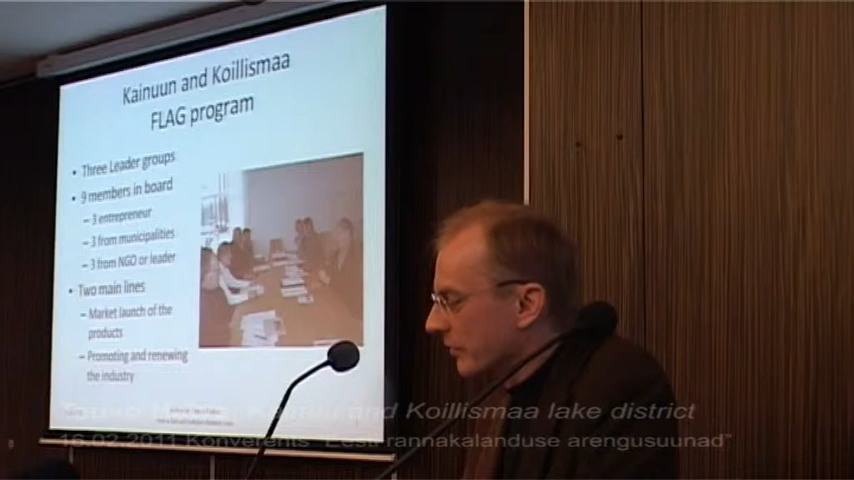 Kainuun and Koillismaa
FLAG program
• Three Leader groups
• 9 members in board
– 3 entrepreneur
– 3 from municipalities
– 3 from NGO or leader
• Two main lines
– Market launch of the
products
– Promoting and renewing
the industry
Kainuu and Koillismaa lake district
16.02.2011 Konverents "Eesti rannakalanduse arengusuunad"